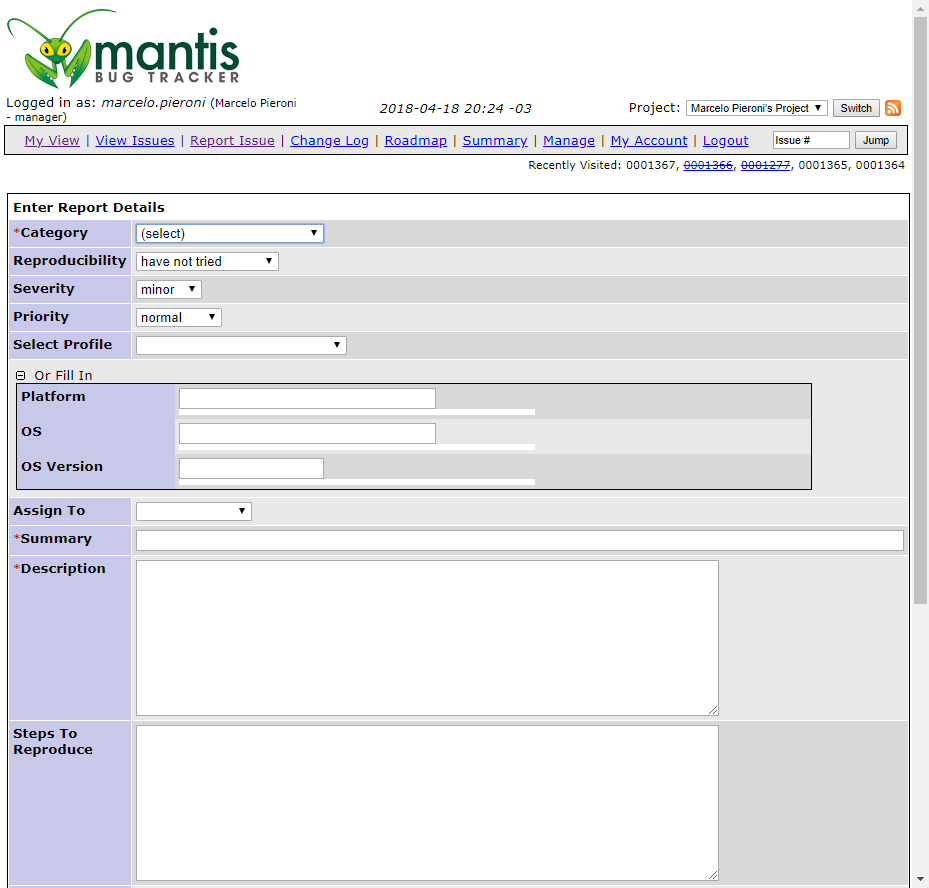 mantis
BUG TRACKER
Logged in as: marcelo.pieroni (Marcelo Pieroni - manager)
2018-04-18 20:24 -03
Project: Marcelo Pieroni's Project Switch
My View | View Issues | Report Issue | Change Log | Roadmap | Summary | Manage | My Account | Logout Issue # Jump
Recently Visited: 0001367, 0001366, 0001277, 0001365, 0001364
Enter Report Details
*Category (select)
Reproducibility have not tried
Severity minor
Priority normal
Select Profile
Or Fill In
Platform
OS
OS Version
Assign To
*Summary
*Description
Steps To
Reproduce